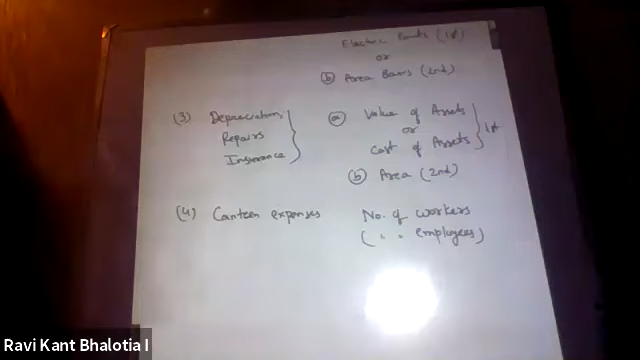 Electric Points (1st)
or
(b) Area Basis (2nd)
(3) Depreciation (a) Value of Assets
Repairs or
Insurance Cost of Assets 1st
(b) Area (2nd)
(4) Canteen expenses No. of workers
( " " employees)
Ravi Kant Bhalotia I